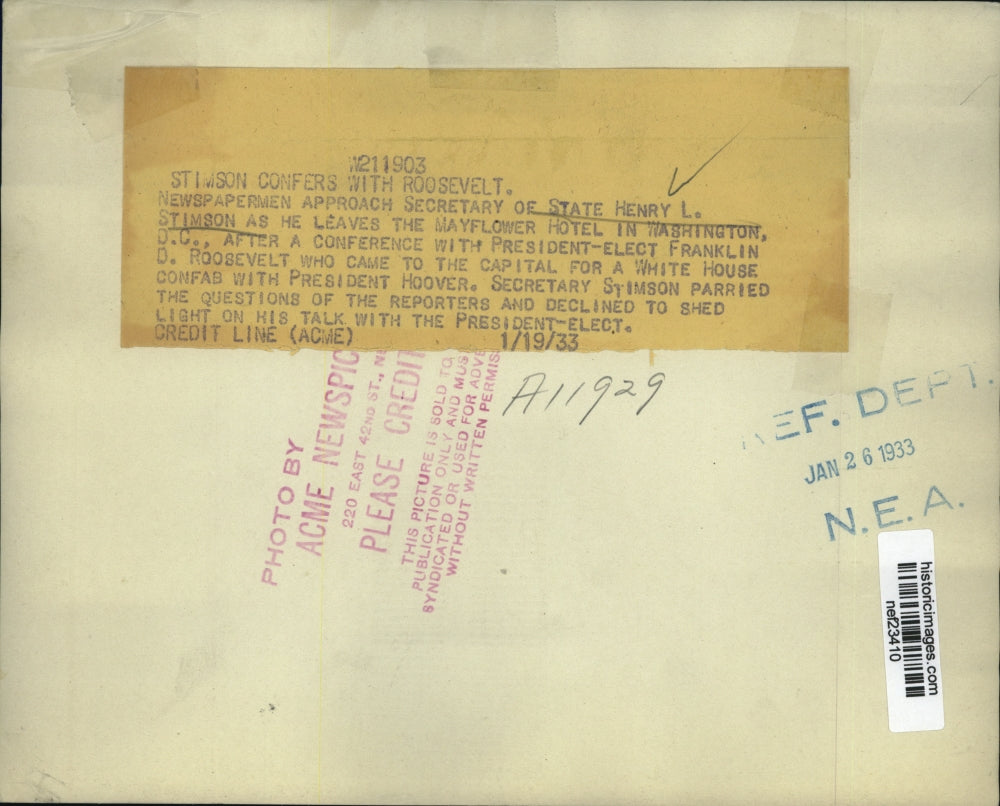 W211903
STIMSON CONFERS WITH ROOSEVELT.
NEWSPAPERMEN APPROACH SECRETARY OF STATE HENRY L.
STIMSON AS HE LEAVES THE MAYFLOWER HOTEL IN WASHINGTON,
D.C., AFTER A CONFERENCE WITH PRESIDENT-ELECT FRANKLIN
D. ROOSEVELT WHO CAME TO THE CAPITAL FOR A WHITE HOUSE
CONFAB WITH PRESIDENT HOOVER. SECRETARY STIMSON PARRIED
THE QUESTIONS OF THE REPORTERS AND DECLINED TO SHED
LIGHT ON HIS TALK WITH THE PRESIDENT-ELECT.
CREDIT LINE (ACME) 1/19/33
A11929
PHOTO BY
ACME NEWSPIC
220 EAST 42ND ST., N
PLEASE CREDIT
THIS PICTURE IS SOLD TO
PUBLICATION ONLY AND MUS
SYNDICATED OR USED FOR ADVE
WITHOUT WRITTEN PERMIS
REF. DEPT.
JAN 26 1933
N.E.A.
historicimages.com
nef23410